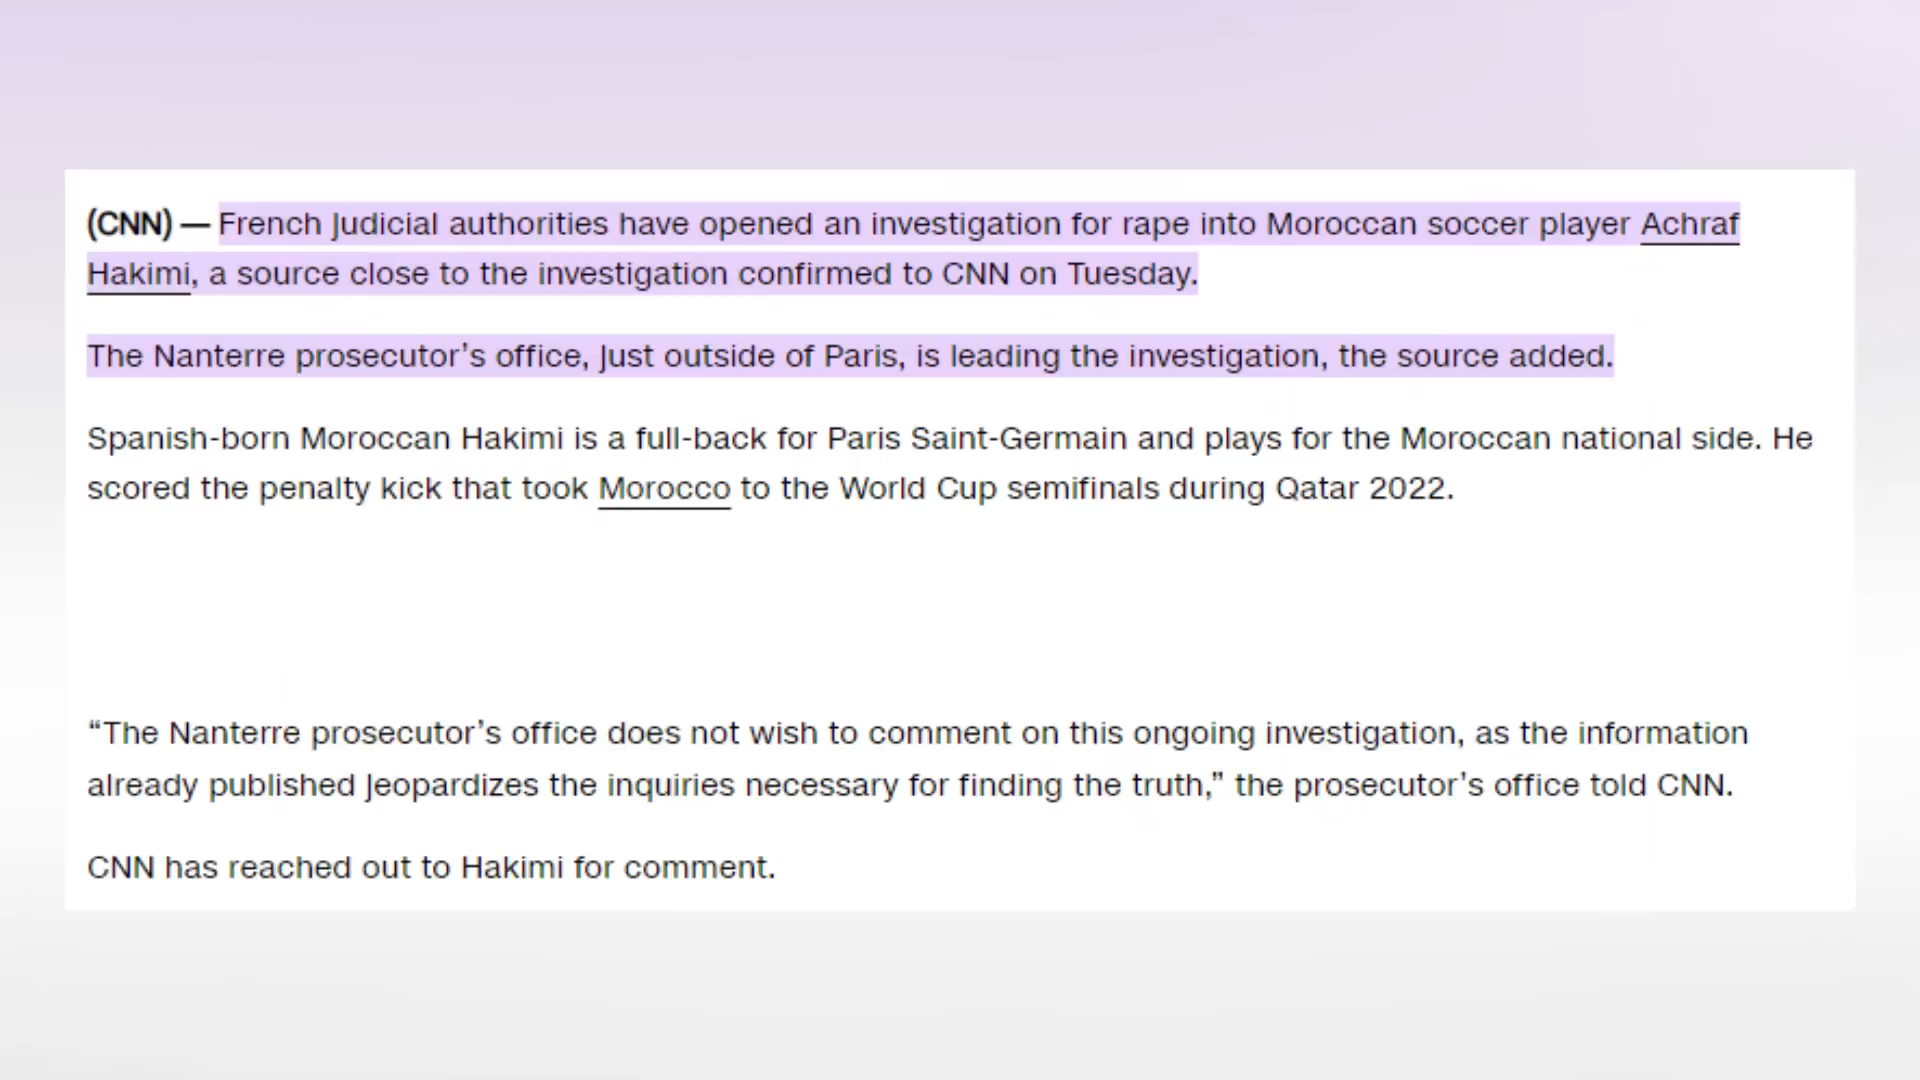 (CNN) — French judicial authorities have opened an investigation for rape into Moroccan soccer player Achraf
Hakimi, a source close to the investigation confirmed to CNN on Tuesday.
The Nanterre prosecutor’s office, just outside of Paris, is leading the investigation, the source added.
Spanish-born Moroccan Hakimi is a full-back for Paris Saint-Germain and plays for the Moroccan national side. He
scored the penalty kick that took Morocco to the World Cup semifinals during Qatar 2022.
“The Nanterre prosecutor’s office does not wish to comment on this ongoing investigation, as the information
already published jeopardizes the inquiries necessary for finding the truth,” the prosecutor’s office told CNN.
CNN has reached out to Hakimi for comment.